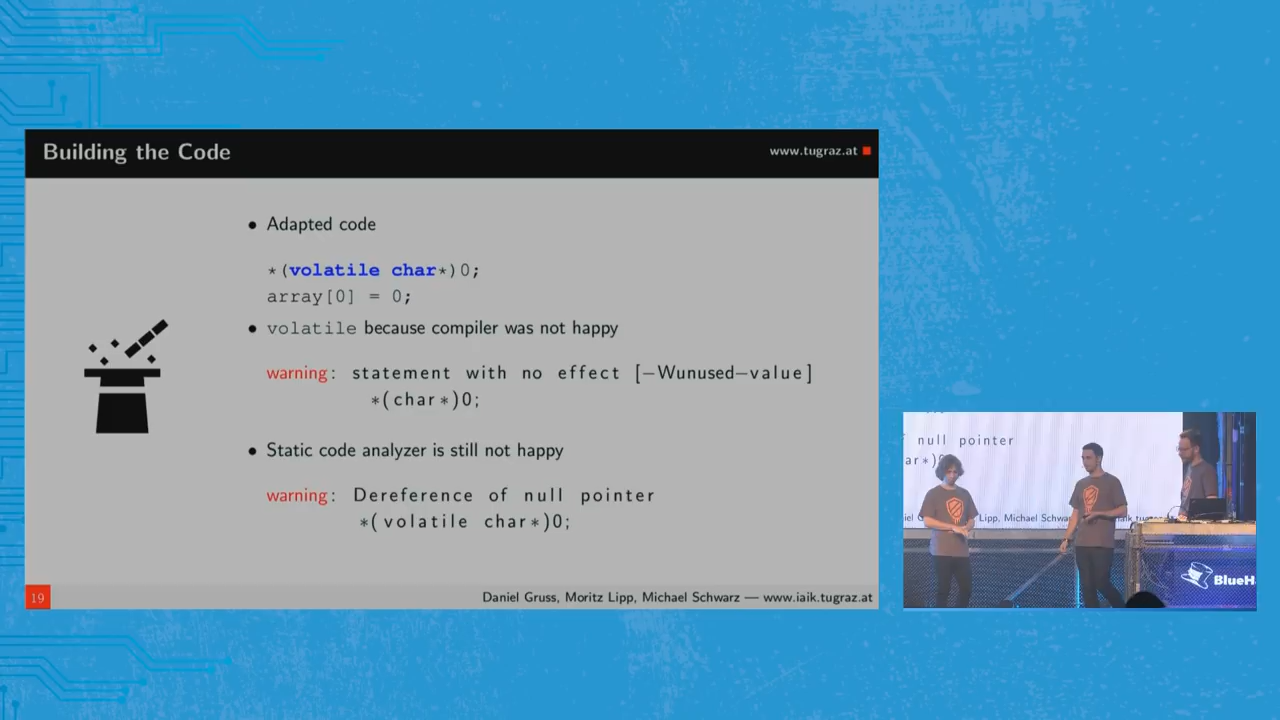 Building the Code
www.tugraz.at
• Adapted code
*(volatile char*)0;
array[0] = 0;
• volatile because compiler was not happy
warning: statement with no effect [-Wunused-value]
*(char*)0;
• Static code analyzer is still not happy
warning: Dereference of null pointer
*(volatile char*)0;
19
Daniel Gruss, Moritz Lipp, Michael Schwarz — www.iaik.tugraz.at
null pointer
ar*)0
Lipp, Michael Schwar
BlueH